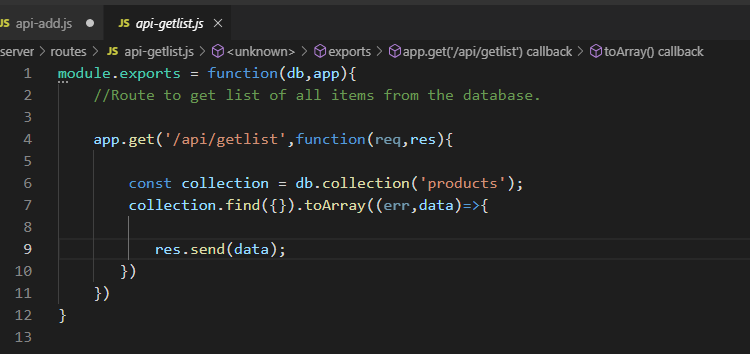 JS api-add.js
JS api-getlist.js ×
server > routes > JS api-getlist.js > <unknown> > exports > app.get('/api/getlist') callback > toArray() callback
1 module.exports = function(db,app){
2 //Route to get list of all items from the database.
3
4 app.get('/api/getlist',function(req,res){
5
6 const collection = db.collection('products');
7 collection.find({}).toArray((err,data)=>{
8
9 res.send(data);
10 })
11 })
12 }
13